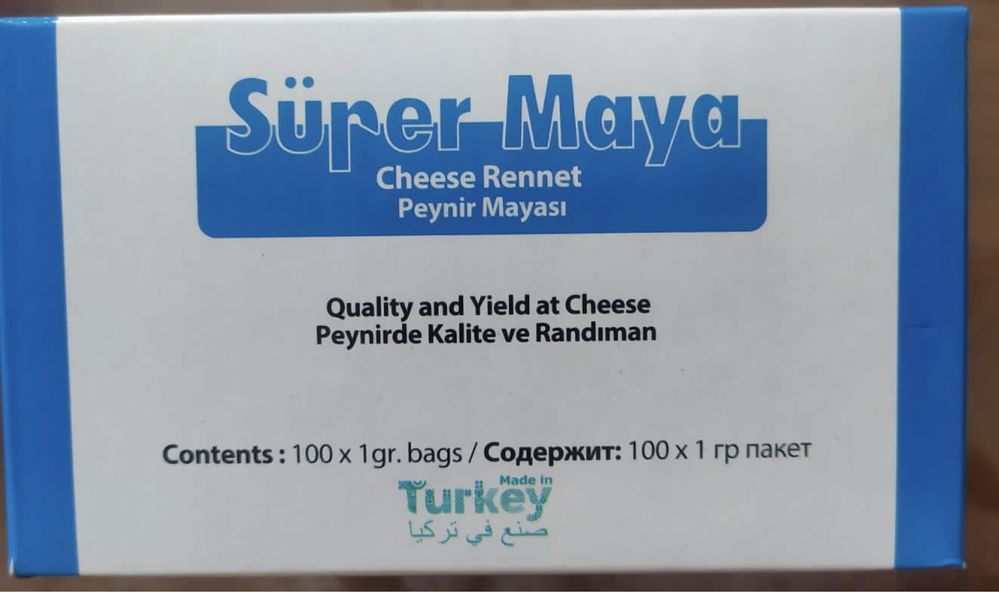 Süper Maya
Cheese Rennet
Peynir Mayası
Quality and Yield at Cheese
Peynirde Kalite ve Randıman
Contents : 100 x 1gr. bags / Содержит: 100 x 1 гр пакет
Made in
Turkey
صنع في تركيا